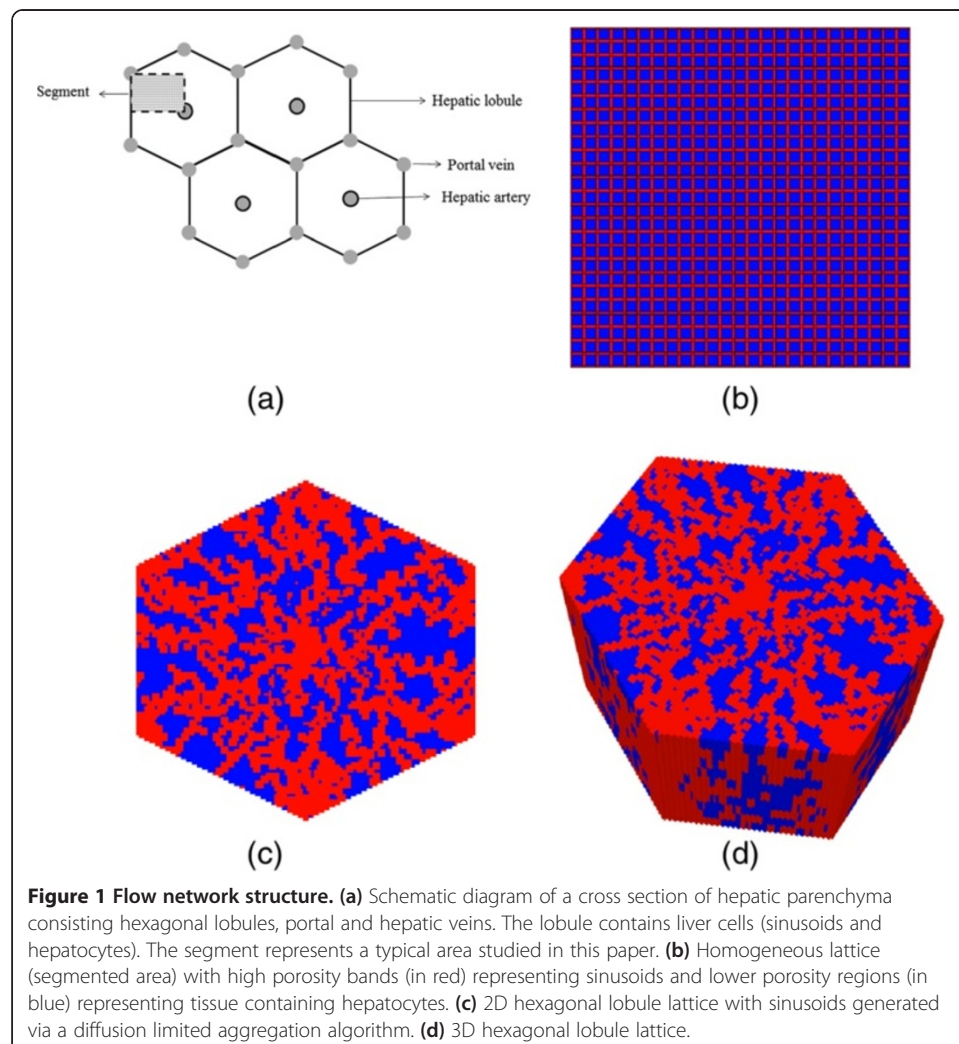 Segment
Hepatic lobule
Portal vein
Hepatic artery
(a)
(b)
(c)
(d)
Figure 1 Flow network structure. (a) Schematic diagram of a cross section of hepatic parenchyma
consisting hexagonal lobules, portal and hepatic veins. The lobule contains liver cells (sinusoids and
hepatocytes). The segment represents a typical area studied in this paper. (b) Homogeneous lattice
(segmented area) with high porosity bands (in red) representing sinusoids and lower porosity regions (in
blue) representing tissue containing hepatocytes. (c) 2D hexagonal lobule lattice with sinusoids generated
via a diffusion limited aggregation algorithm. (d) 3D hexagonal lobule lattice.